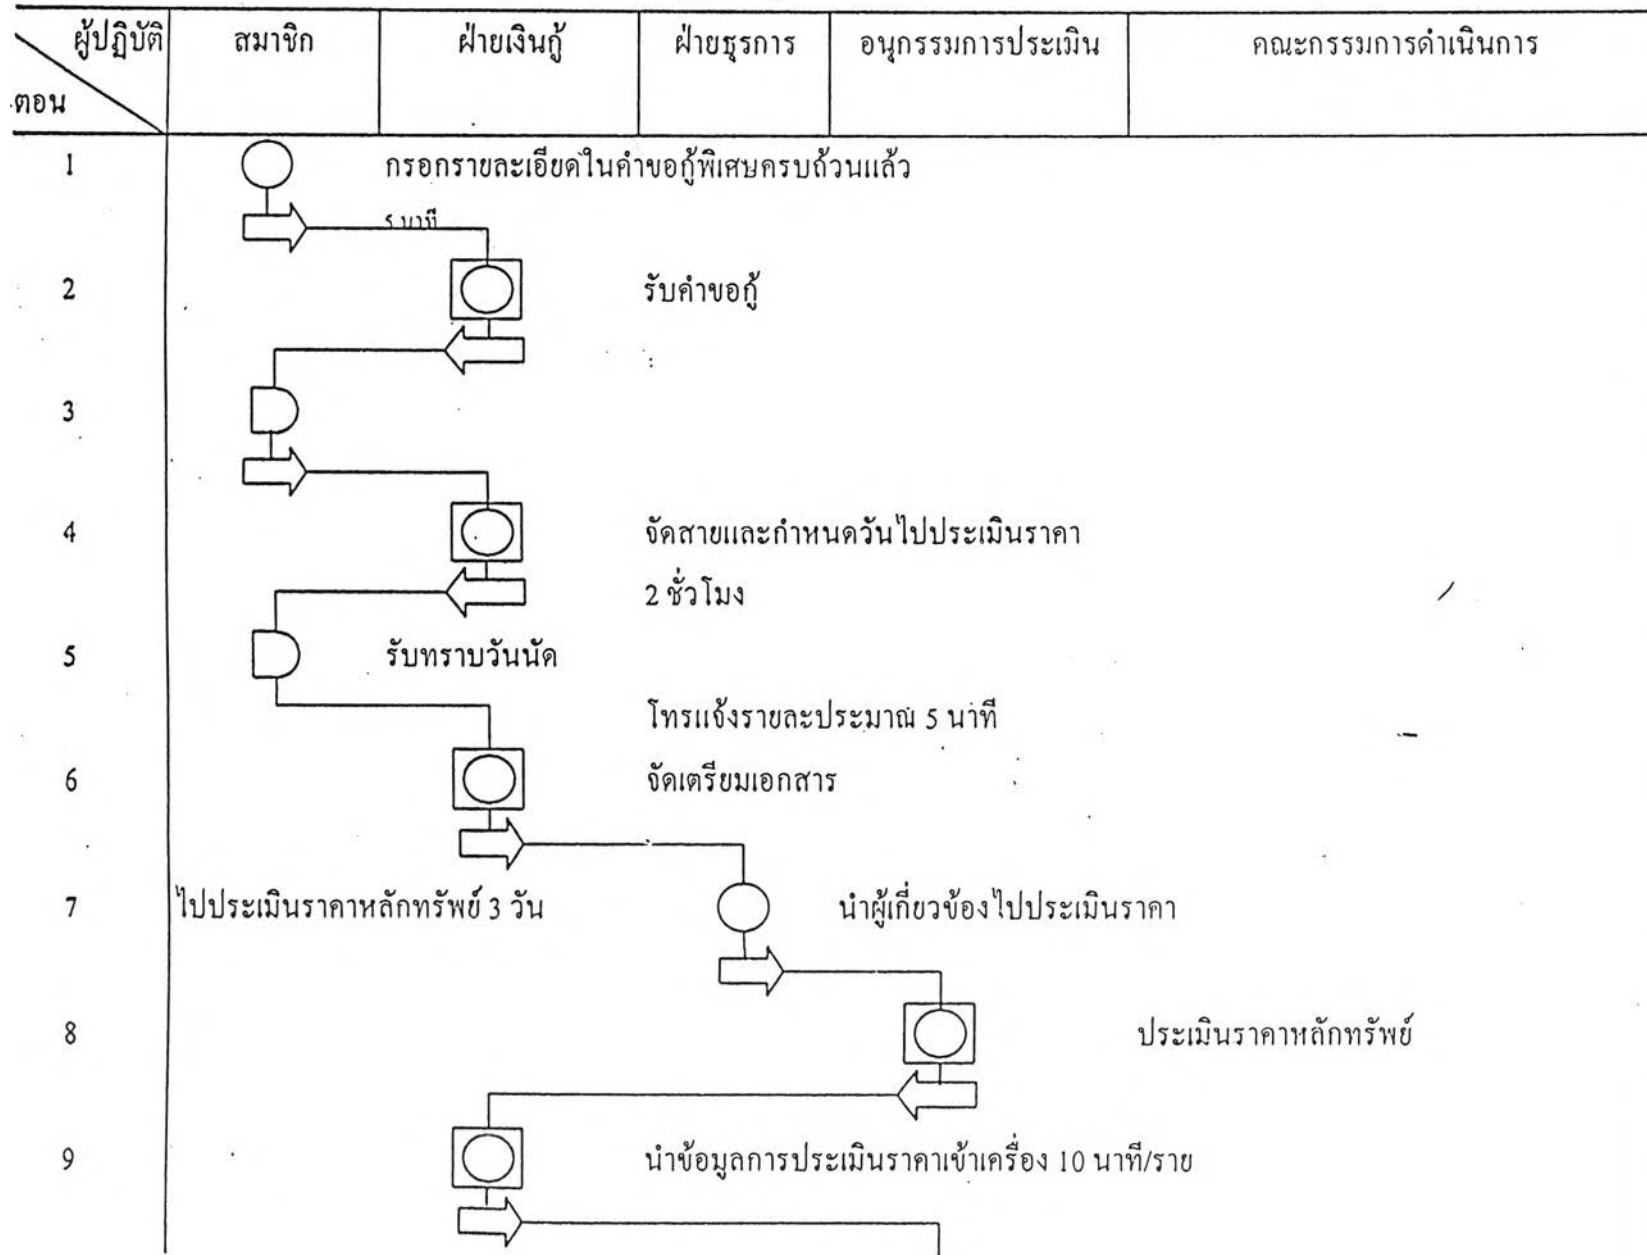 ผู้ปฏิบัติ สมาชิก ฝ่ายเงินกู้ ฝ่ายธุรการ อนุกรรมการประเมิน คณะกรรมการดำเนินการ
ตอน
1 กรอกรายละเอียดในคำขอกู้พิเศษครบถ้วนแล้ว
5 นาที
2 รับคำขอกู้
3
4 จัดสายและกำหนดวันไปประเมินราคา
2 ชั่วโมง
5 รับทราบวันนัด
โทรแจ้งรายละประมาณ 5 นาที
6 จัดเตรียมเอกสาร
7 ไปประเมินราคาหลักทรัพย์ 3 วัน นำผู้เกี่ยวข้องไปประเมินราคา
8 ประเมินราคาหลักทรัพย์
9 นำข้อมูลการประเมินราคาเข้าเครื่อง 10 นาที/ราย